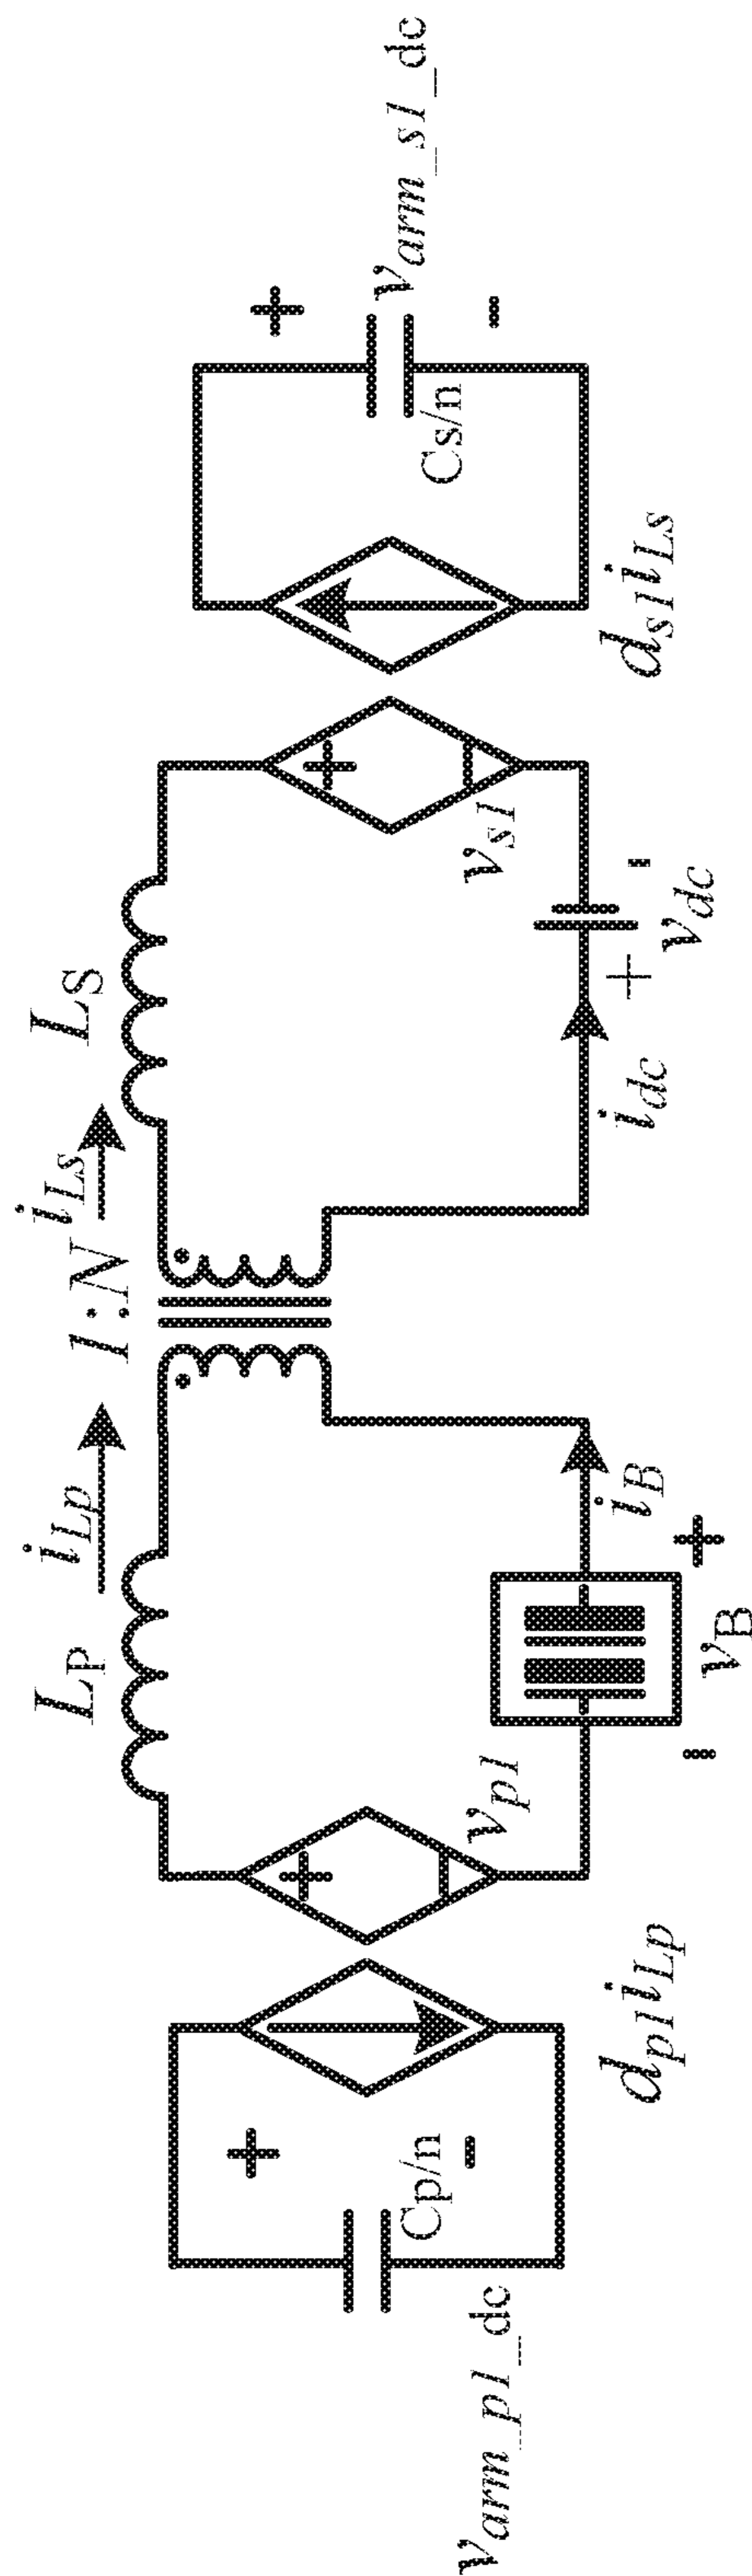 v_arm_p1_dc
+
Cp/n
-
d_p1 i_Lp
+
-
v_p1
L_P
i_Lp
-
v_B
+
i_B
1:N
i_Ls
L_S
i_dc
+
v_dc
-
+
-
v_s1
d_s1 i_Ls
Cs/n
+
-
v_arm_s1_dc